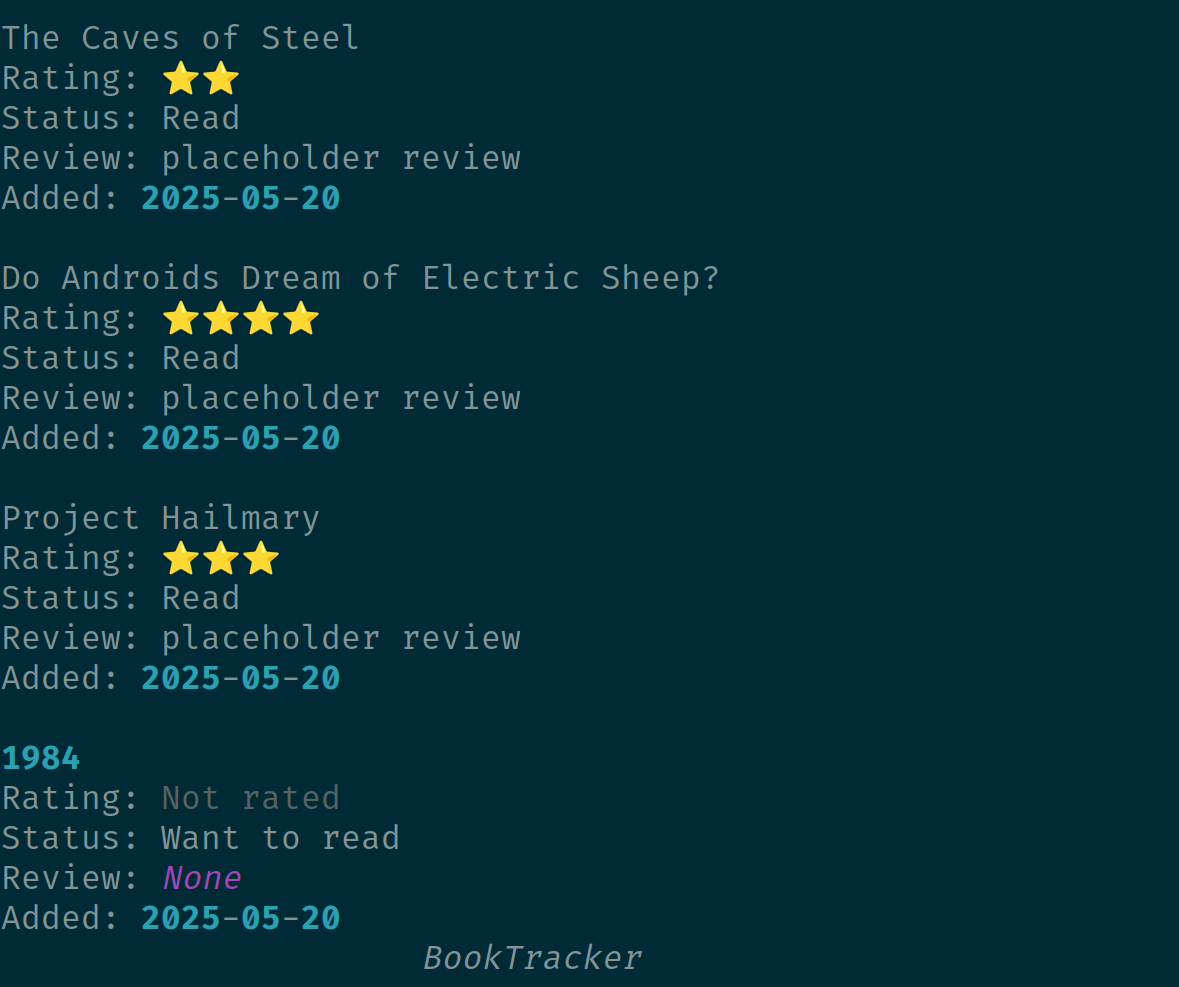 The Caves of Steel
Rating: ⭐⭐
Status: Read
Review: placeholder review
Added: 2025-05-20
Do Androids Dream of Electric Sheep?
Rating: ⭐⭐⭐⭐
Status: Read
Review: placeholder review
Added: 2025-05-20
Project Hailmary
Rating: ⭐⭐⭐
Status: Read
Review: placeholder review
Added: 2025-05-20
1984
Rating: Not rated
Status: Want to read
Review: None
Added: 2025-05-20
BookTracker